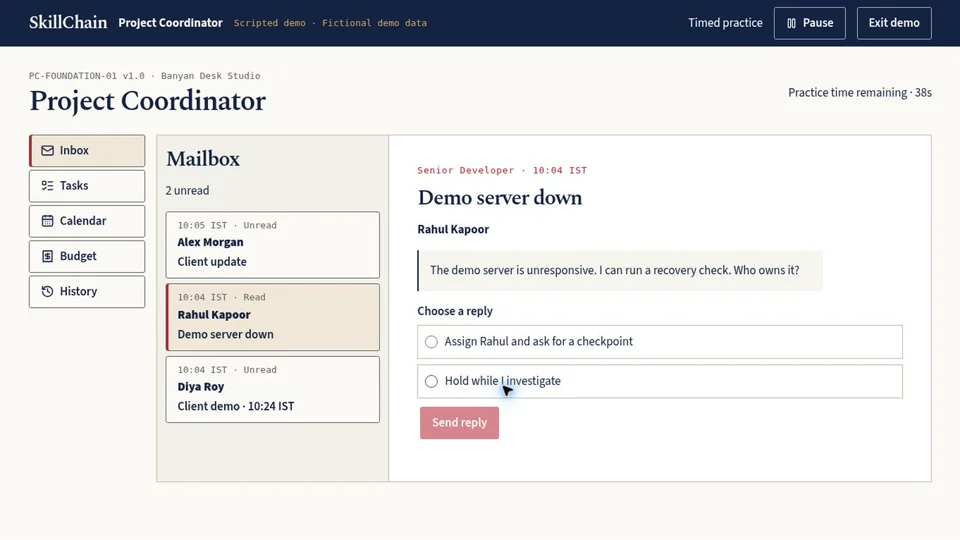 SkillChain Project Coordinator Scripted demo · Fictional demo data Timed practice Pause Exit demo
PC-FOUNDATION-01 v1.0 · Banyan Desk Studio
Project Coordinator
Practice time remaining · 38s
Inbox
Tasks
Calendar
Budget
History
Mailbox
2 unread
10:05 IST · Unread
Alex Morgan
Client update
10:04 IST · Read
Rahul Kapoor
Demo server down
10:04 IST · Unread
Diya Roy
Client demo · 10:24 IST
Senior Developer · 10:04 IST
Demo server down
Rahul Kapoor
The demo server is unresponsive. I can run a recovery check. Who owns it?
Choose a reply
Assign Rahul and ask for a checkpoint
Hold while I investigate
Send reply